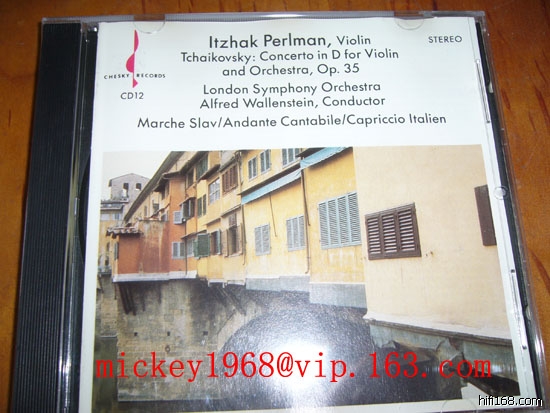 Itzhak Perlman, Violin
STEREO
Tchaikovsky: Concerto in D for Violin
and Orchestra, Op. 35
CHESKY RECORDS
CD12
London Symphony Orchestra
Alfred Wallenstein, Conductor
Marche Slav/Andante Cantabile/Capriccio Italien
mickey1968@vip.163.com
hifi168.com